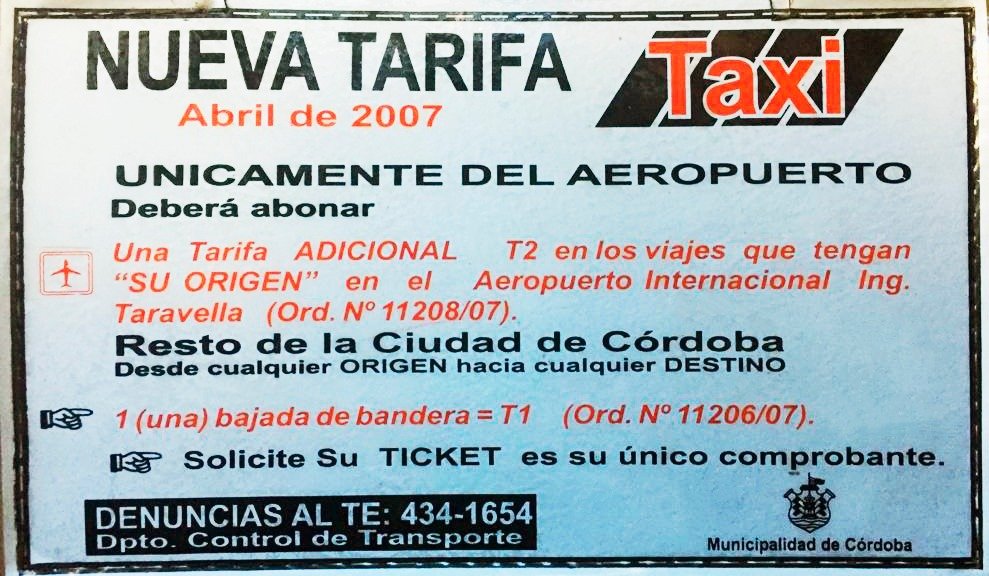 NUEVA TARIFA
Taxi
Abril de 2007
UNICAMENTE DEL AEROPUERTO
Deberá abonar
Una Tarifa ADICIONAL T2 en los viajes que tengan
“SU ORIGEN” en el Aeropuerto Internacional Ing.
Taravella (Ord. Nº 11208/07).
Resto de la Ciudad de Córdoba
Desde cualquier ORIGEN hacia cualquier DESTINO
1 (una) bajada de bandera = T1 (Ord. Nº 11206/07).
Solicite Su TICKET es su único comprobante.
DENUNCIAS AL TE: 434-1654
Dpto. Control de Transporte
Municipalidad de Córdoba